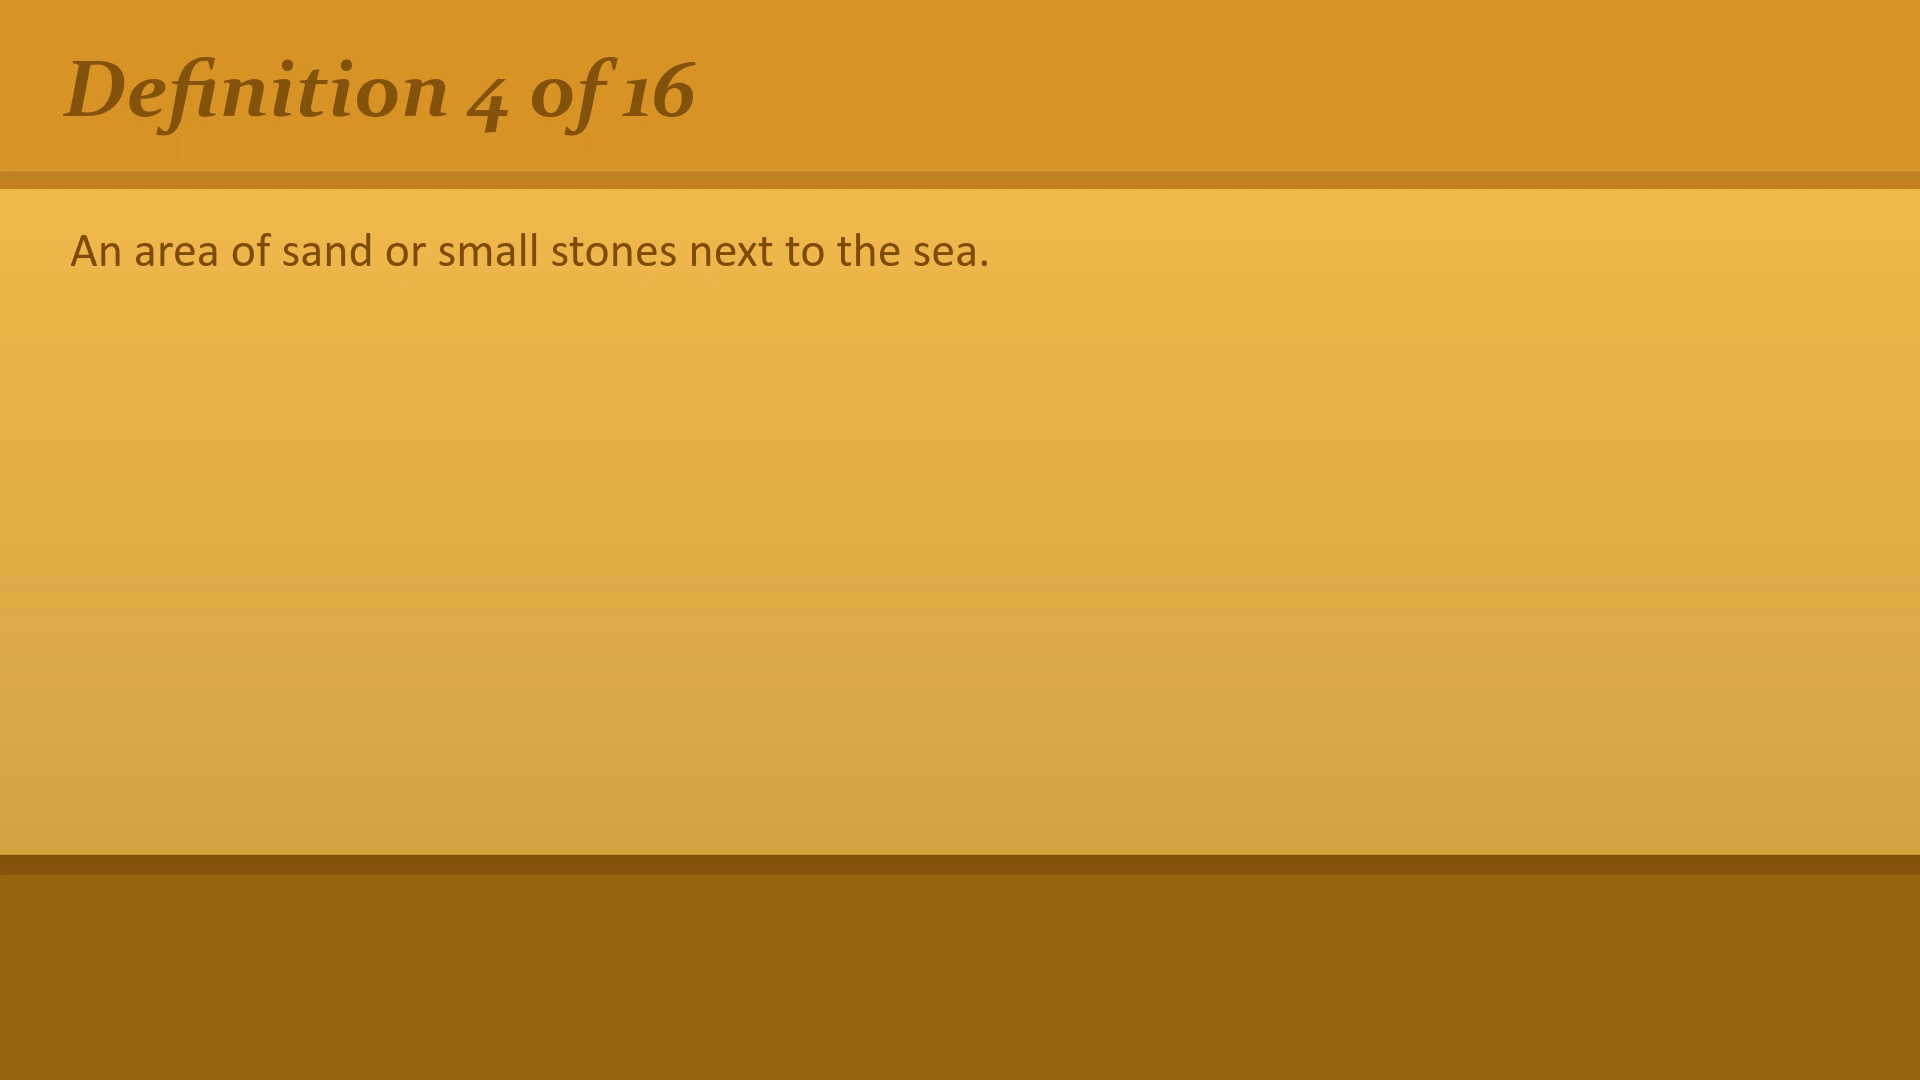 Definition 4 of 16
An area of sand or small stones next to the sea.